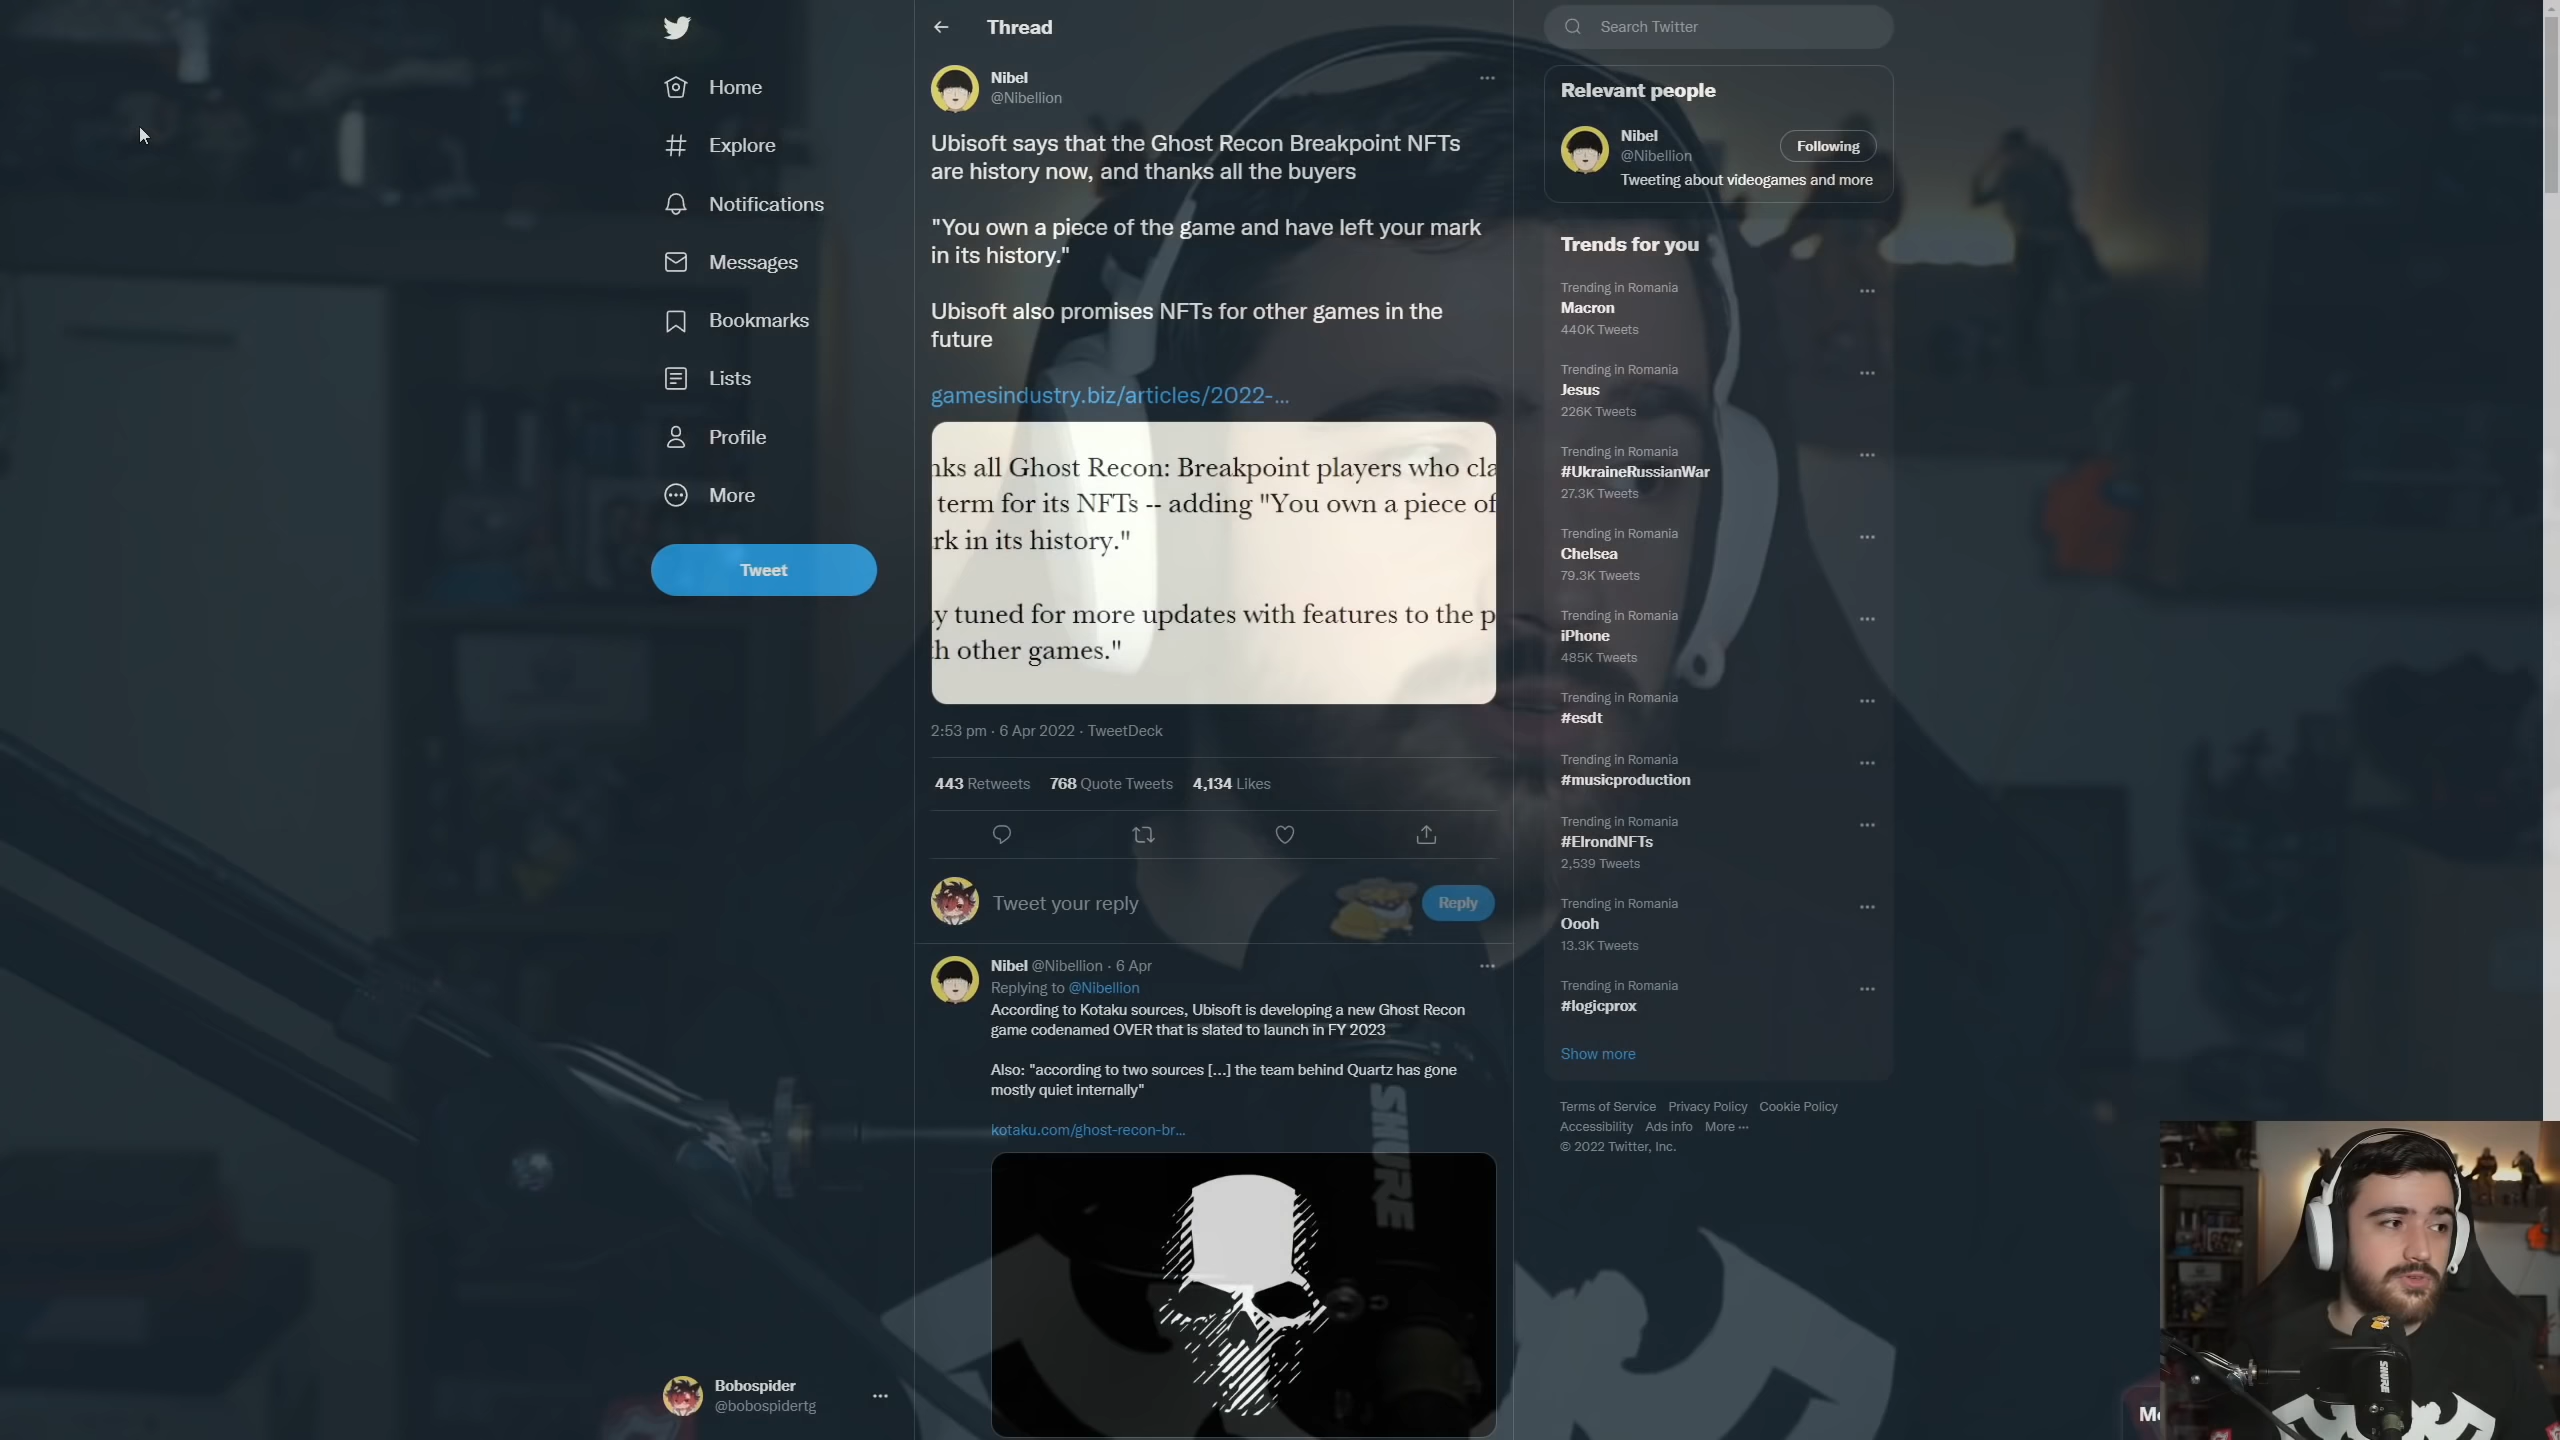 Home
Explore
Notifications
Messages
Bookmarks
Lists
Profile
More
Tweet
Bobospider
@bobospidertg
Thread
Nibel
@Nibellion
Ubisoft says that the Ghost Recon Breakpoint NFTs
are history now, and thanks all the buyers
"You own a piece of the game and have left your mark
in its history."
Ubisoft also promises NFTs for other games in the
future
gamesindustry.biz/articles/2022-...
nks all Ghost Recon: Breakpoint players who cla
term for its NFTs -- adding "You own a piece of
rk in its history."
y tuned for more updates with features to the p
h other games."
2:53 pm · 6 Apr 2022 · TweetDeck
443 Retweets 768 Quote Tweets 4,134 Likes
Tweet your reply
Reply
Nibel @Nibellion · 6 Apr
Replying to @Nibellion
According to Kotaku sources, Ubisoft is developing a new Ghost Recon
game codenamed OVER that is slated to launch in FY 2023
Also: "according to two sources [...] the team behind Quartz has gone
mostly quiet internally"
kotaku.com/ghost-recon-br...
SHURE
Search Twitter
Relevant people
Nibel
@Nibellion
Following
Tweeting about videogames and more
Trends for you
Trending in Romania
Macron
440K Tweets
Trending in Romania
Jesus
226K Tweets
Trending in Romania
#UkraineRussianWar
27.3K Tweets
Trending in Romania
Chelsea
79.3K Tweets
Trending in Romania
iPhone
485K Tweets
Trending in Romania
#esdt
Trending in Romania
#musicproduction
Trending in Romania
#ElrondNFTs
2,539 Tweets
Trending in Romania
Oooh
13.3K Tweets
Trending in Romania
#logicprox
Show more
Terms of Service Privacy Policy Cookie Policy
Accessibility Ads info More ...
© 2022 Twitter, Inc.
SHURE